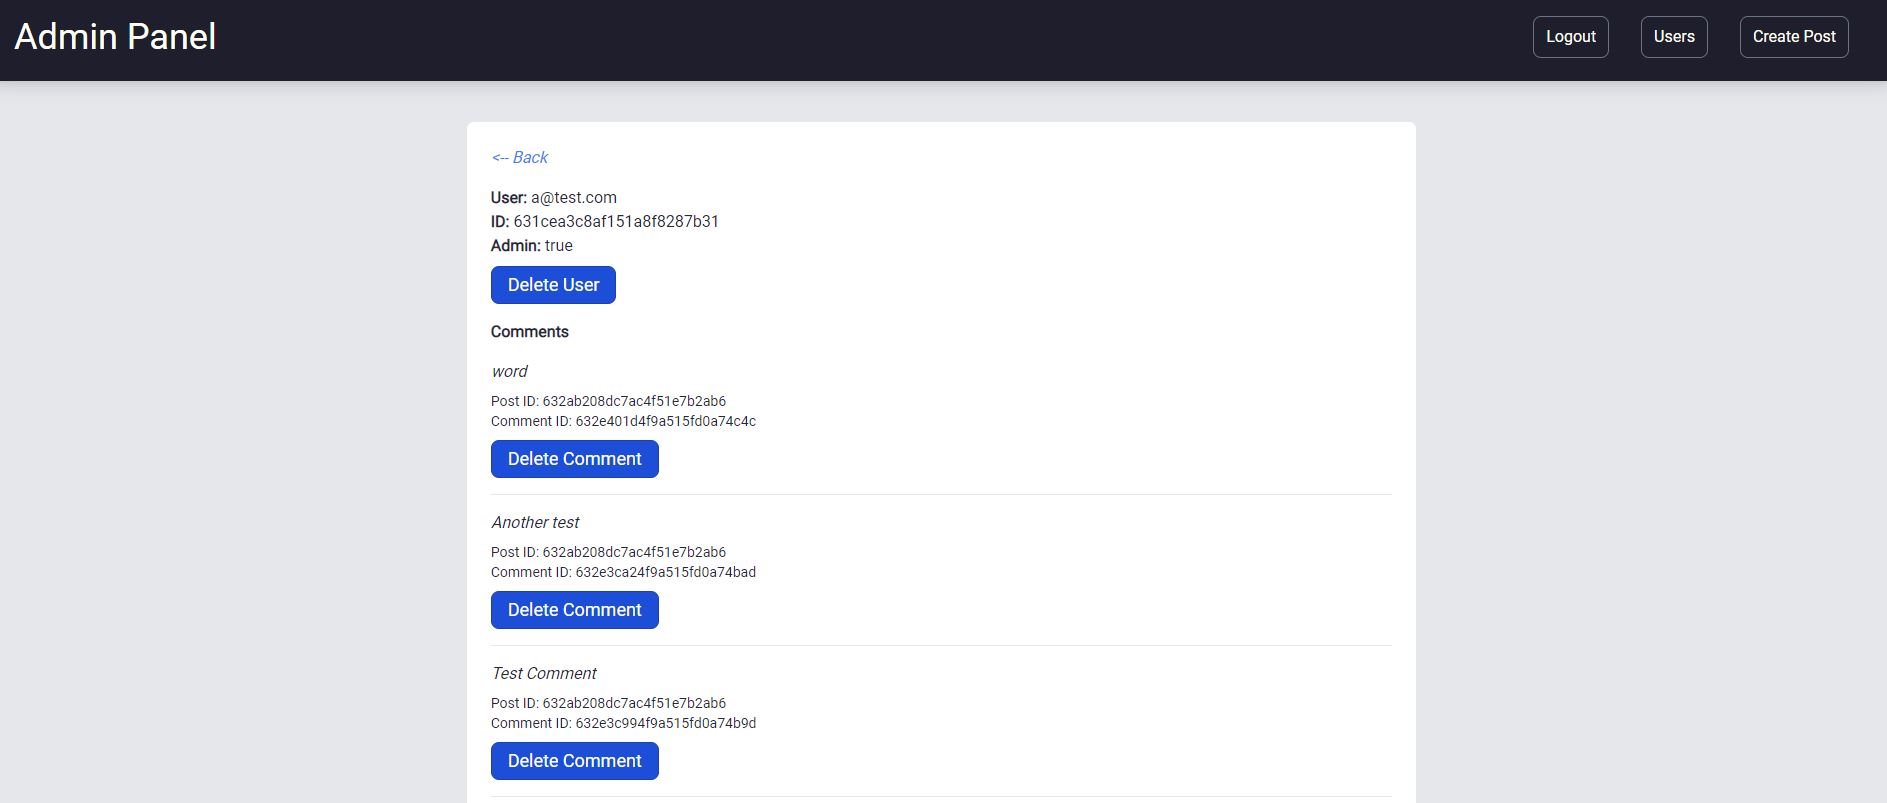 Admin Panel
Logout
Users
Create Post
<-- Back
User: a@test.com
ID: 631cea3c8af151a8f8287b31
Admin: true
Delete User
Comments
word
Post ID: 632ab208dc7ac4f51e7b2ab6
Comment ID: 632e401d4f9a515fd0a74c4c
Delete Comment
Another test
Post ID: 632ab208dc7ac4f51e7b2ab6
Comment ID: 632e3ca24f9a515fd0a74bad
Delete Comment
Test Comment
Post ID: 632ab208dc7ac4f51e7b2ab6
Comment ID: 632e3c994f9a515fd0a74b9d
Delete Comment